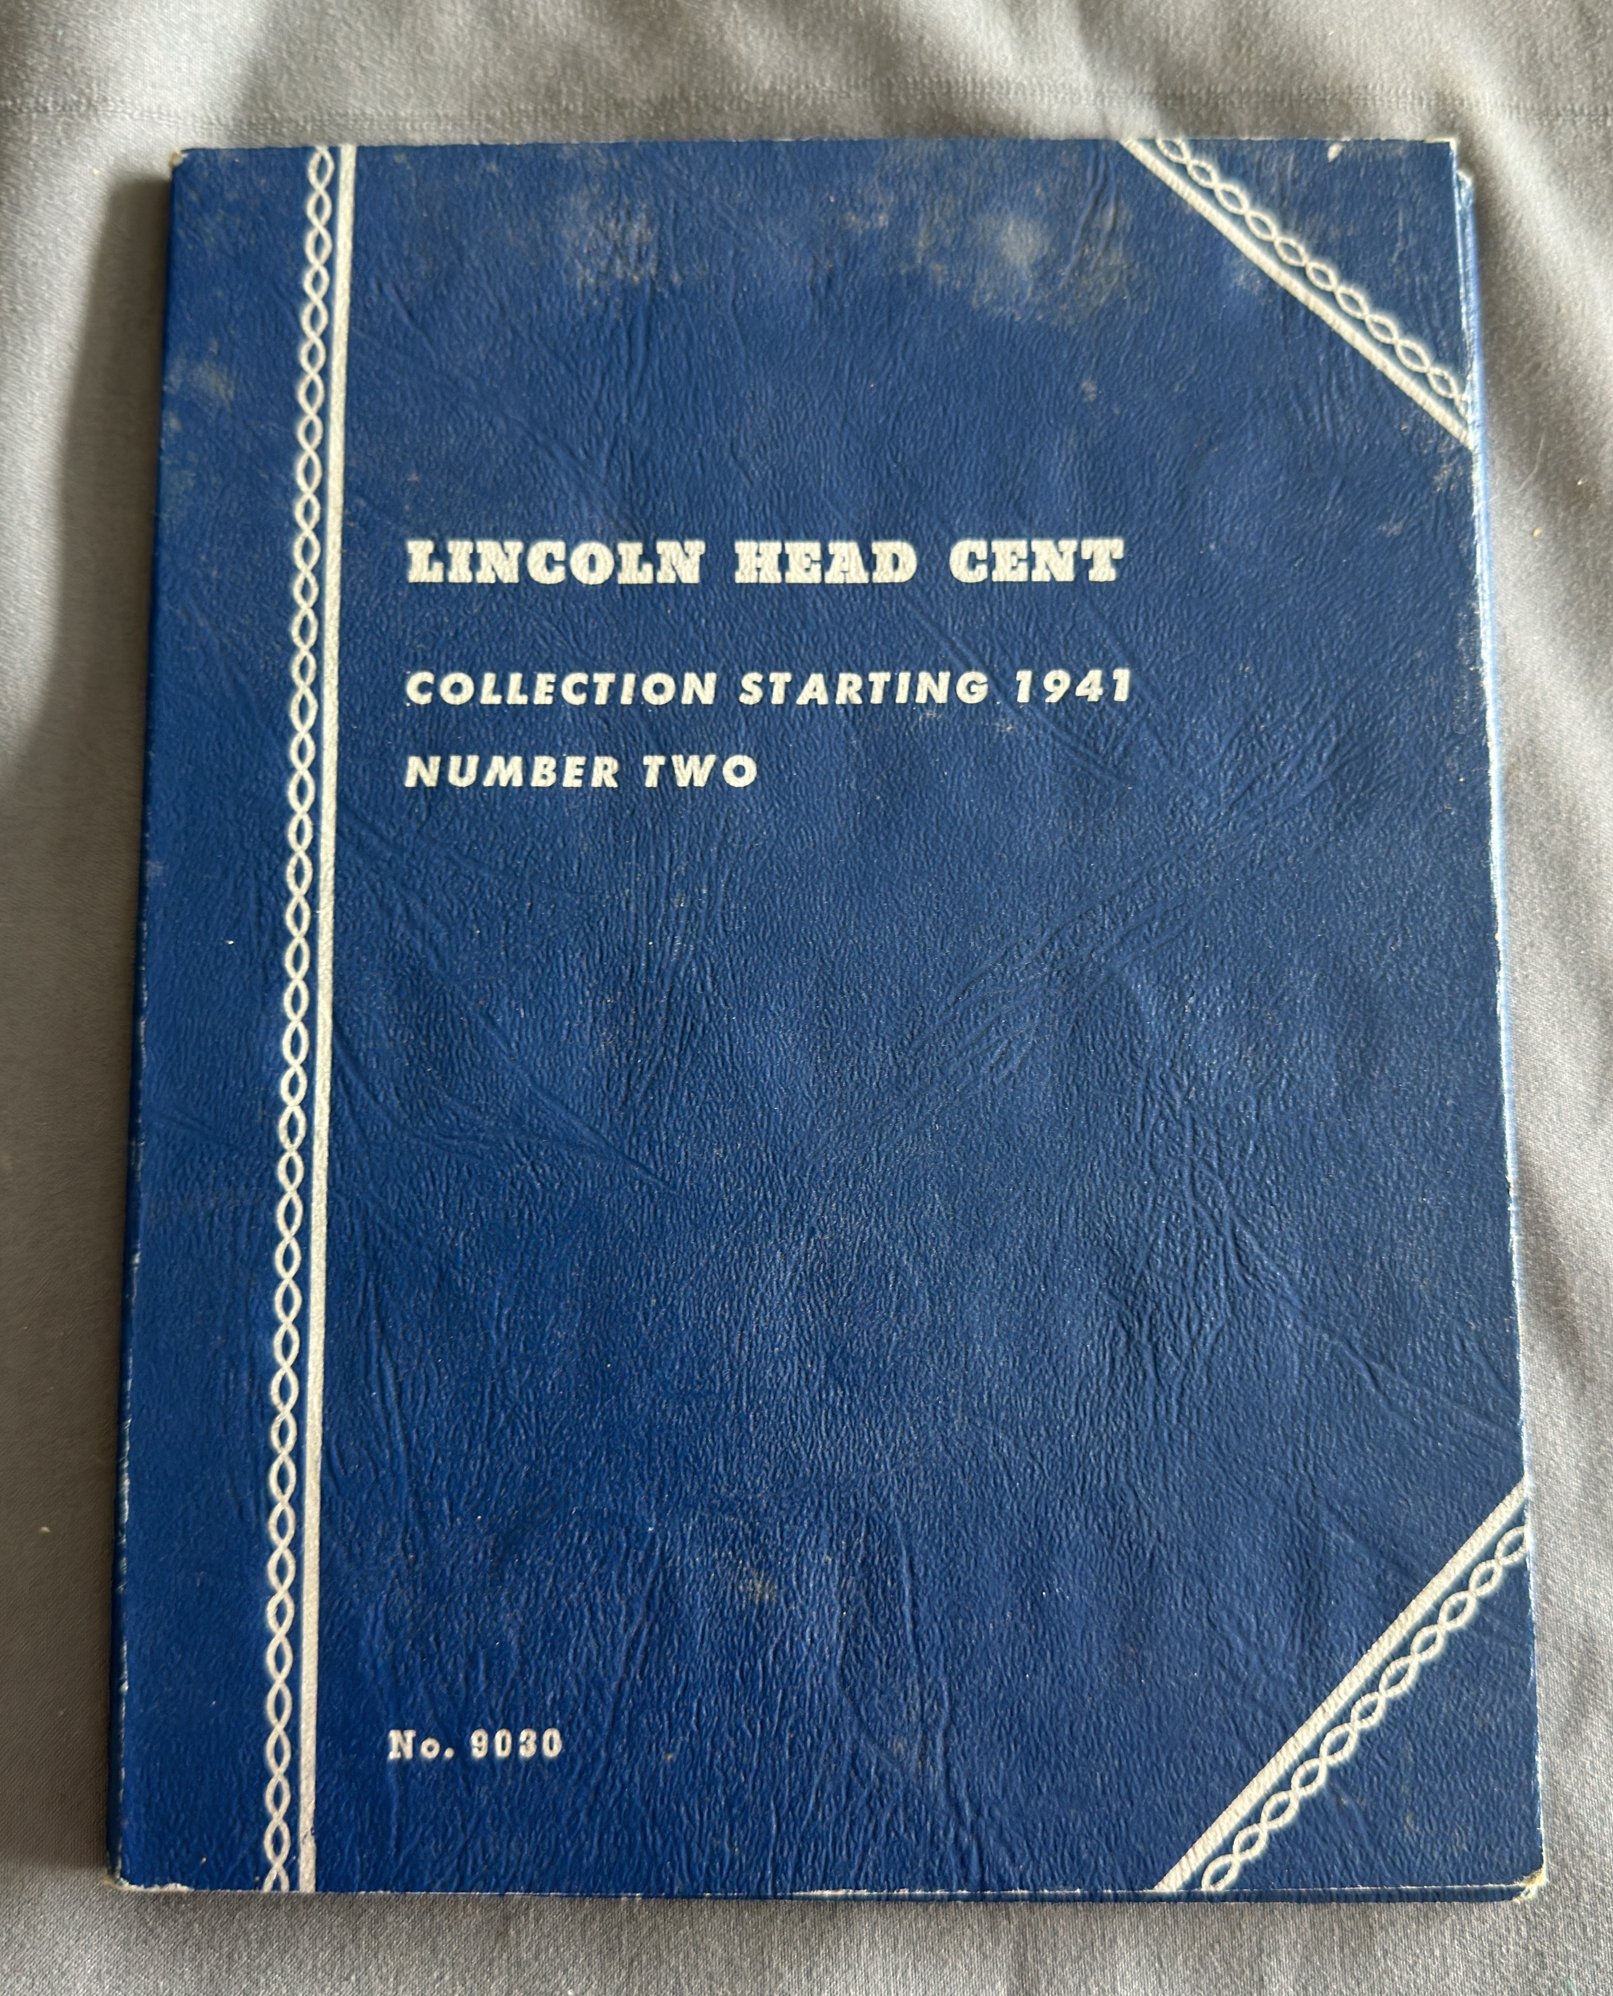 LINCOLN HEAD CENT
COLLECTION STARTING 1941
NUMBER TWO
No. 9030